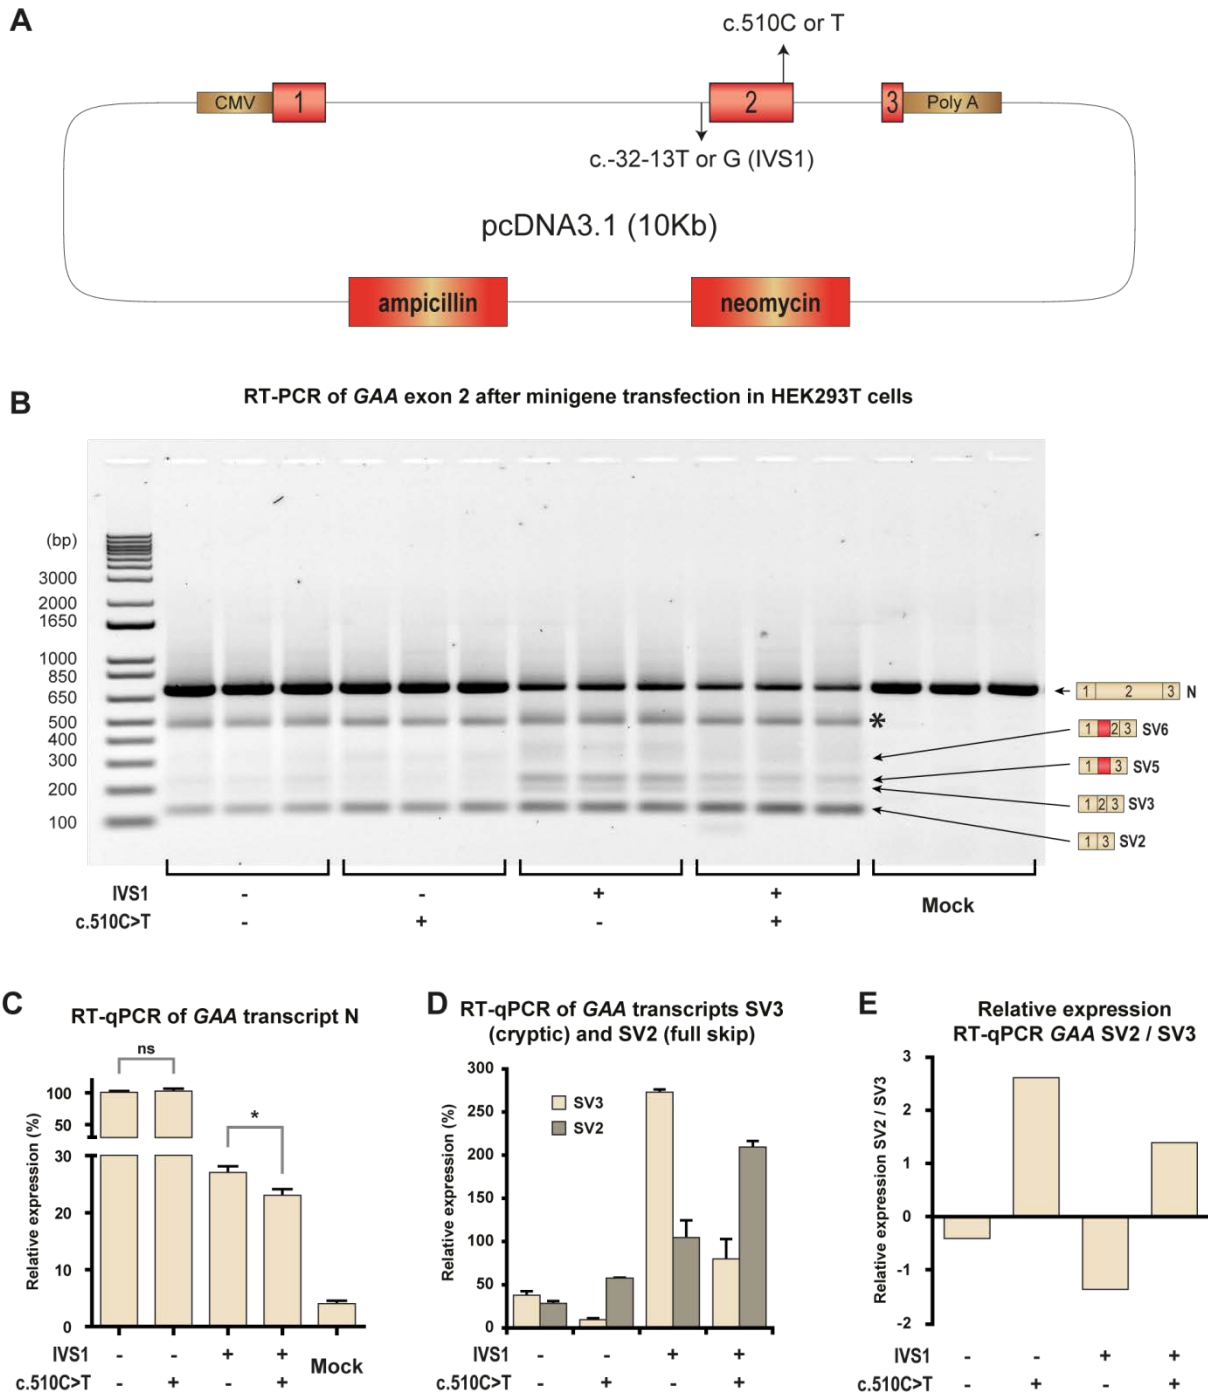 A
c.510C or T
CMV
1
2
3
Poly A
c.-32-13T or G (IVS1)
pcDNA3.1 (10Kb)
ampicillin
neomycin
B
RT-PCR of GAA exon 2 after minigene transfection in HEK293T cells
(bp)
3000
2000
1650
1000
850
650
500
400
300
200
100
*
1 2 3 N
1 2 3 SV6
1 3 SV5
1 2 3 SV3
1 3 SV2
IVS1 - - + +
c.510C>T - + - +
Mock
C
RT-qPCR of GAA transcript N
Relative expression (%)
100
50
30
20
10
0
ns
*
IVS1 - - + +
c.510C>T - + - +
Mock
D
RT-qPCR of GAA transcripts SV3
(cryptic) and SV2 (full skip)
Relative expression (%)
300
250
200
150
100
50
0
SV3
SV2
IVS1 - - + +
c.510C>T - + - +
E
Relative expression
RT-qPCR GAA SV2 / SV3
Relative expression SV2 / SV3
3
2
1
0
-1
-2
IVS1 - - + +
c.510C>T - + - +